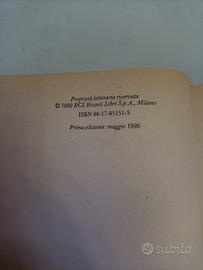 Proprietà letteraria riservata
© 1990 RCS Rizzoli Libri S.p.A., Milano
ISBN 88-17-85151-5
Prima edizione: maggio 1990
subito